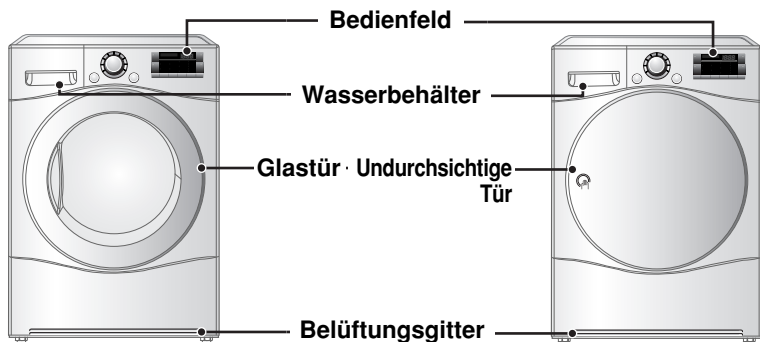 Bedienfeld
Wasserbehälter
Glastür · Undurchsichtige
Tür
Belüftungsgitter